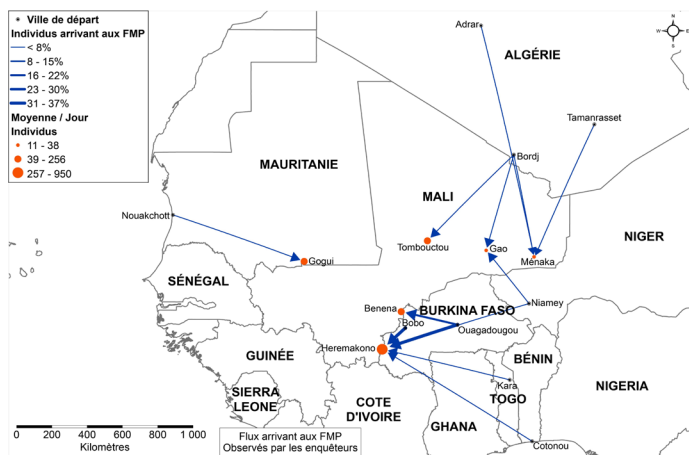 Ville de départ
Individus arrivant aux FMP
< 8%
8 - 15%
16 - 22%
23 - 30%
31 - 37%
Moyenne / Jour
Individus
11 - 38
39 - 256
257 - 950
Adrar
ALGÉRIE
N
W
E
S
Tamanrasset
Bordj
MAURITANIE
MALI
Nouakchott
Tombouctou
Gao
Ménaka
NIGER
Gogui
SÉNÉGAL
Niamey
Benena
BURKINA FASO
Bobo
Ouagadougou
Heremakono
GUINÉE
BÉNIN
Kara
NIGERIA
SIERRA
LEONE
TOGO
COTE
D'IVOIRE
GHANA
Cotonou
0 200 400 600 800 1 000
Kilomètres
Flux arrivant aux FMP
Observés par les enquêteurs